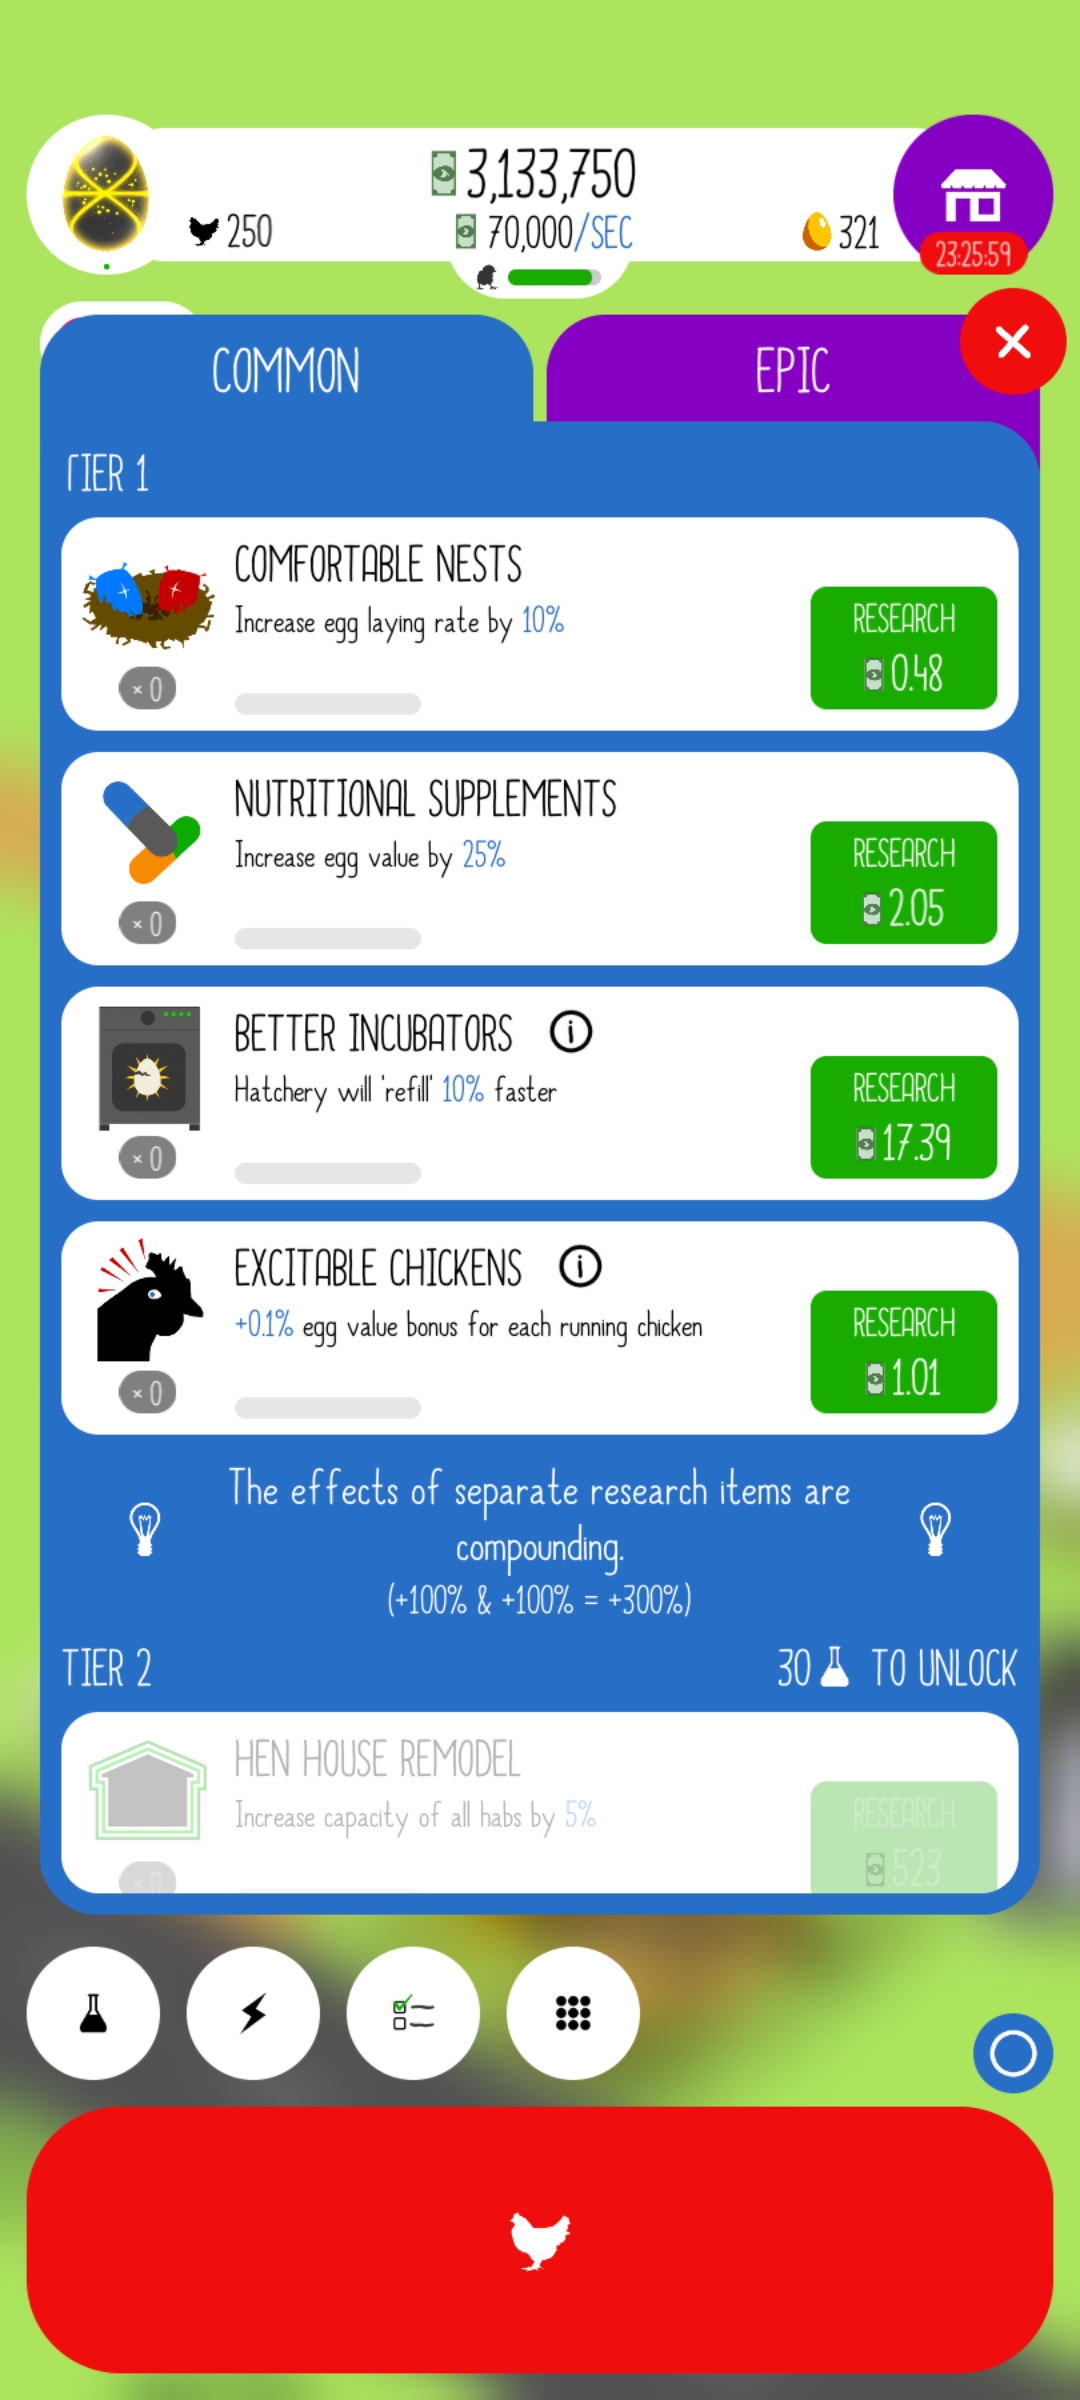 3,133,750
250
70,000/SEC
321
23:25:59
COMMON
EPIC
TIER 1
COMFORTABLE NESTS
Increase egg laying rate by 10%
RESEARCH
0.48
× 0
NUTRITIONAL SUPPLEMENTS
Increase egg value by 25%
RESEARCH
2.05
× 0
BETTER INCUBATORS
Hatchery will 'refill' 10% faster
RESEARCH
17.39
× 0
EXCITABLE CHICKENS
+0.1% egg value bonus for each running chicken
RESEARCH
1.01
× 0
The effects of separate research items are
compounding.
(+100% & +100% = +300%)
TIER 2
30 TO UNLOCK
HEN HOUSE REMODEL
Increase capacity of all habs by 5%
RESEARCH
523
× 0